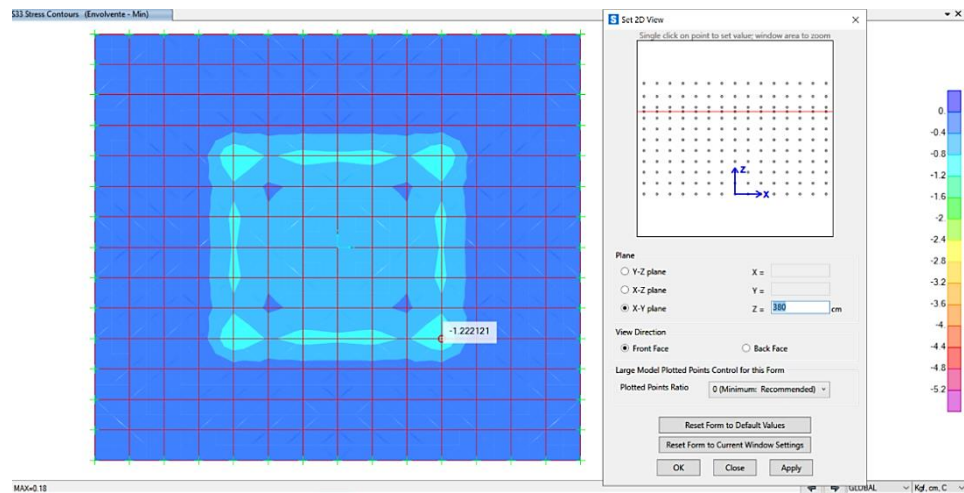 S33 Stress Contours (Envolvente - Min)
Set 2D View
Single click on point to set value; window area to zoom
Z
X
Plane
Y-Z plane X =
X-Z plane Y =
X-Y plane Z = 380 cm
View Direction
Front Face Back Face
Large Model Plotted Points Control for this Form
Plotted Points Ratio 0 (Minimum: Recommended)
Reset Form to Default Values
Reset Form to Current Window Settings
OK Close Apply
-1.222121
0.
-0.4
-0.8
-1.2
-1.6
-2.
-2.4
-2.8
-3.2
-3.6
-4.
-4.4
-4.8
-5.2
MAX=0.18
GLOBAL Kgf, cm, C